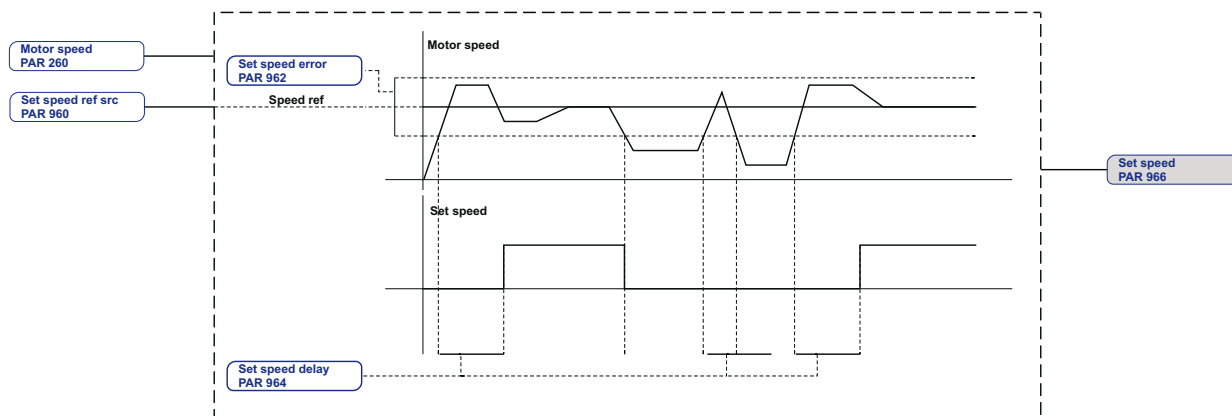 Motor speed
PAR 260
Set speed ref src
PAR 960
Set speed error
PAR 962
Motor speed
Speed ref
Set speed
PAR 966
Set speed
Set speed delay
PAR 964